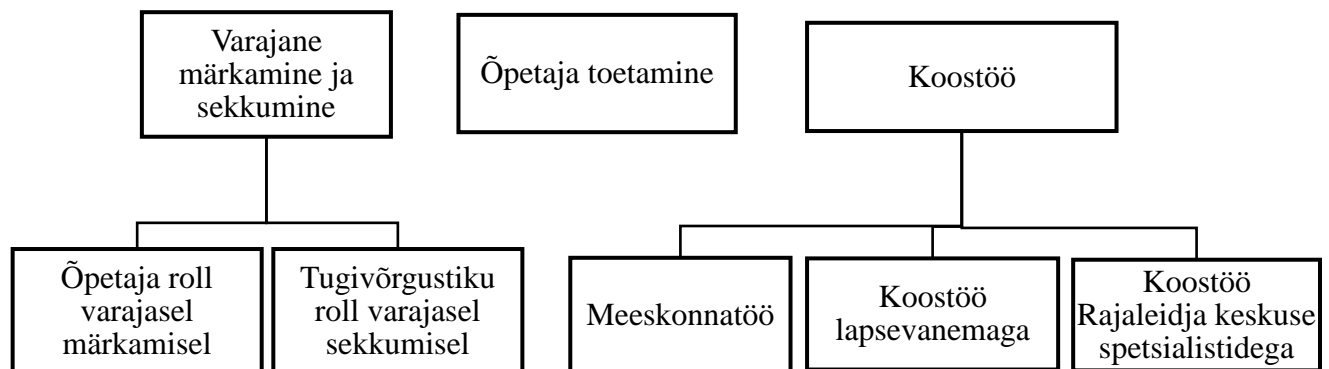 Varajane
märkamine ja
sekkumine
Õpetaja toetamine
Koostöö
Õpetaja roll
varajasel
märkamisel
Tugivõrgustiku
roll varajasel
sekkumisel
Meeskonnatöö
Koostöö
lapsevanemaga
Koostöö
Rajaleidja keskuse
spetsialistidega